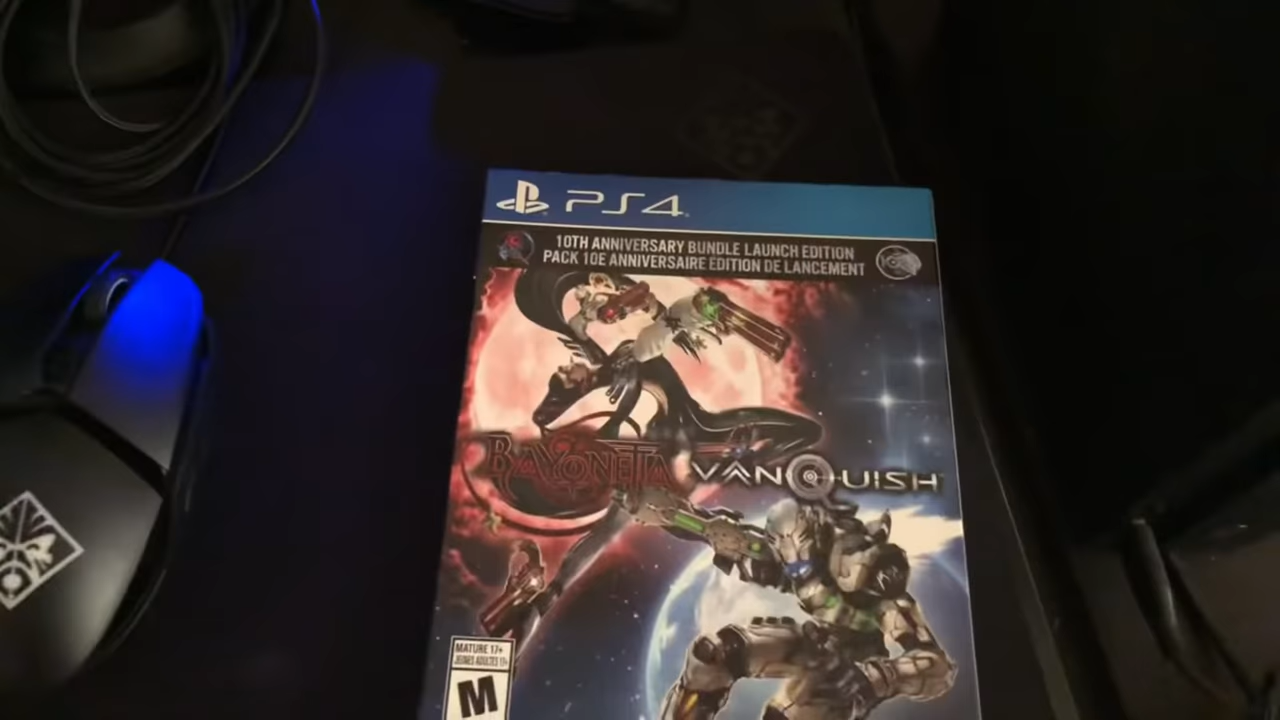 PS4
10TH ANNIVERSARY BUNDLE LAUNCH EDITION
PACK 10E ANNIVERSAIRE EDITION DE LANCEMENT
BAYONETTA VANQUISH
MATURE 17+
JEUNES ADULTES 17+
M